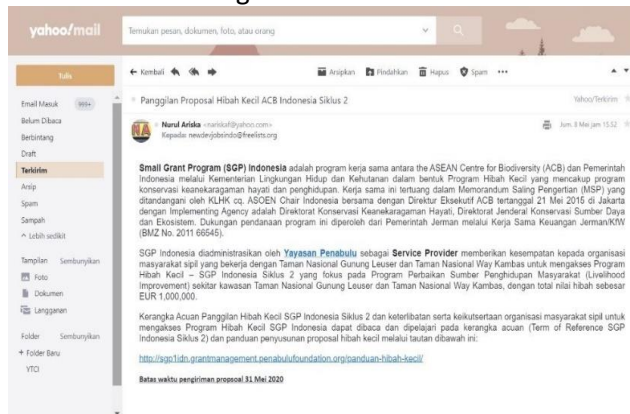 yahoo!mail
Temukan pesan, dokumen, foto, atau orang
Tulis
Kembali
Arsipkan
Pindahkan
Hapus
Spam
Email Masuk 999+
Belum Dibaca
Berbintang
Draft
Terkirim
Arsip
Spam
Sampah
Lebih sedikit
Tampilan Sembunyikan
Foto
Dokumen
Langganan
Folder Sembunyikan
+ Folder Baru
YTCI
Panggilan Proposal Hibah Kecil ACB Indonesia Siklus 2
Yahoo/Terkirim
NA
Nurul Ariska <nariskaf@yahoo.com>
Kepada: newdevjobsindo@freelists.org
Jum, 8 Mei jam 15.52
Small Grant Program (SGP) Indonesia adalah program kerja sama antara the ASEAN Centre for Biodiversity (ACB) dan Pemerintah
Indonesia melalui Kementerian Lingkungan Hidup dan Kehutanan dalam bentuk Program Hibah Kecil yang mencakup program
konservasi keanekaragaman hayati dan penghidupan. Kerja sama ini tertuang dalam Memorandum Saling Pengertian (MSP) yang
ditandangani oleh KLHK cq. ASOEN Chair Indonesia bersama dengan Direktur Eksekutif ACB tertanggal 21 Mei 2015 di Jakarta
dengan Implementing Agency adalah Direktorat Konservasi Keanekaragaman Hayati, Direktorat Jenderal Konservasi Sumber Daya
dan Ekosistem. Dukungan pendanaan program ini diperoleh dari Pemerintah Jerman melalui Kerja Sama Keuangan Jerman/KfW
(BMZ No. 2011 66545).
SGP Indonesia diadministrasikan oleh Yayasan Penabulu sebagai Service Provider memberikan kesempatan kepada organisasi
masyarakat sipil yang bekerja dengan Taman Nasional Gunung Leuser dan Taman Nasional Way Kambas untuk mengakses Program
Hibah Kecil – SGP Indonesia Siklus 2 yang fokus pada Program Perbaikan Sumber Penghidupan Masyarakat (Livelihood
Improvement) sekitar kawasan Taman Nasional Gunung Leuser dan Taman Nasional Way Kambas, dengan total nilai hibah sebesar
EUR 1,000,000.
Kerangka Acuan Panggilan Hibah Kecil SGP Indonesia Siklus 2 dan keterlibatan serta keikutsertaan organisasi masyarakat sipil untuk
mengakses Program Hibah Kecil SGP Indonesia dapat dibaca dan dipelajari pada kerangka acuan (Term of Reference SGP
Indonesia Siklus 2) dan panduan penyusunan proposal hibah kecil melalui tautan dibawah ini:
http://sgp1idn.grantmanagement.penabulufoundation.org/panduan-hibah-kecil/
Batas waktu pengiriman proposal 31 Mei 2020